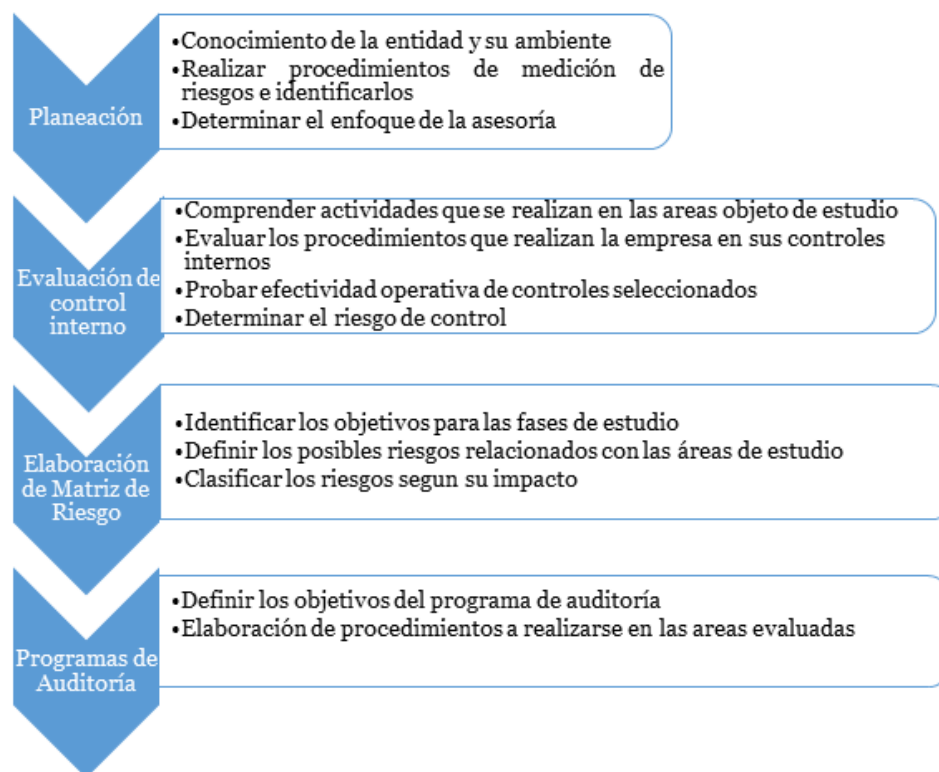 Planeación
•Conocimiento de la entidad y su ambiente
•Realizar procedimientos de medición de
riesgos e identificarlos
•Determinar el enfoque de la asesoría
Evaluación de
control
interno
•Comprender actividades que se realizan en las areas objeto de estudio
•Evaluar los procedimientos que realizan la empresa en sus controles
internos
•Probar efectividad operativa de controles seleccionados
•Determinar el riesgo de control
Elaboración
de Matriz de
Riesgo
•Identificar los objetivos para las fases de estudio
•Definir los posibles riesgos relacionados con las áreas de estudio
•Clasificar los riesgos segun su impacto
Programas de
Auditoría
•Definir los objetivos del programa de auditoría
•Elaboración de procedimientos a realizarse en las areas evaluadas